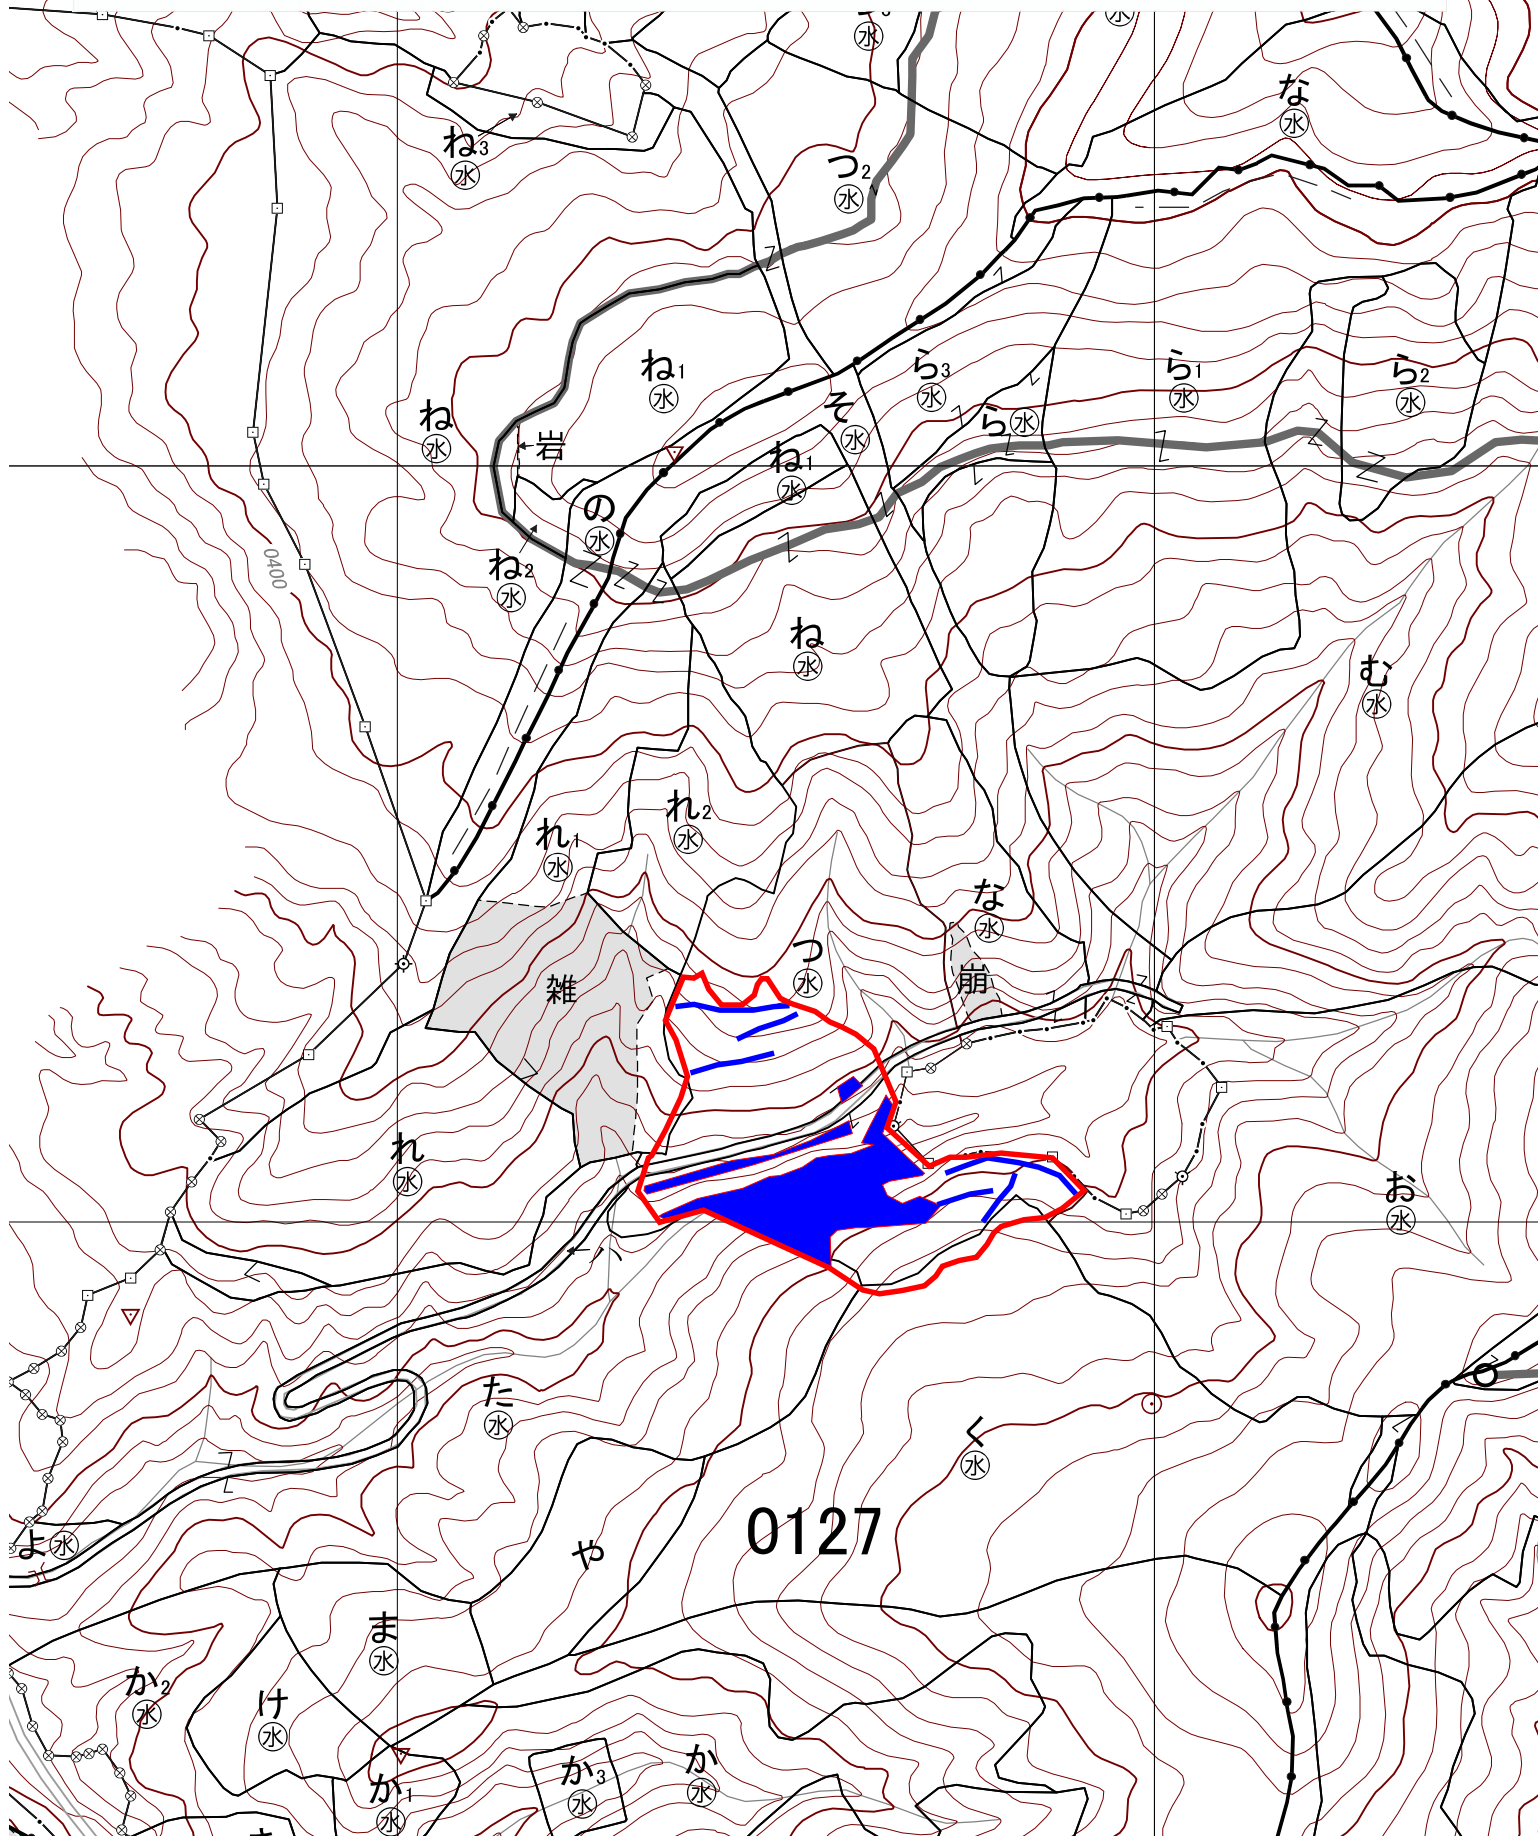 水
水
な
水
ね3
水
つ2
水
ね1
水
ら3
水
ら1
水
ら2
水
ね
水
岩
そ
水
ら水
ね1
水
の
水
0400
ね2
水
ね
水
む
水
れ2
水
れ1
水
な
水
つ
水
雑
崩
れ
水
お
水
ハ
た
水
く
水
0127
よ水
や
ま
水
か2
水
け
水
か3
水
か
水
か1
水